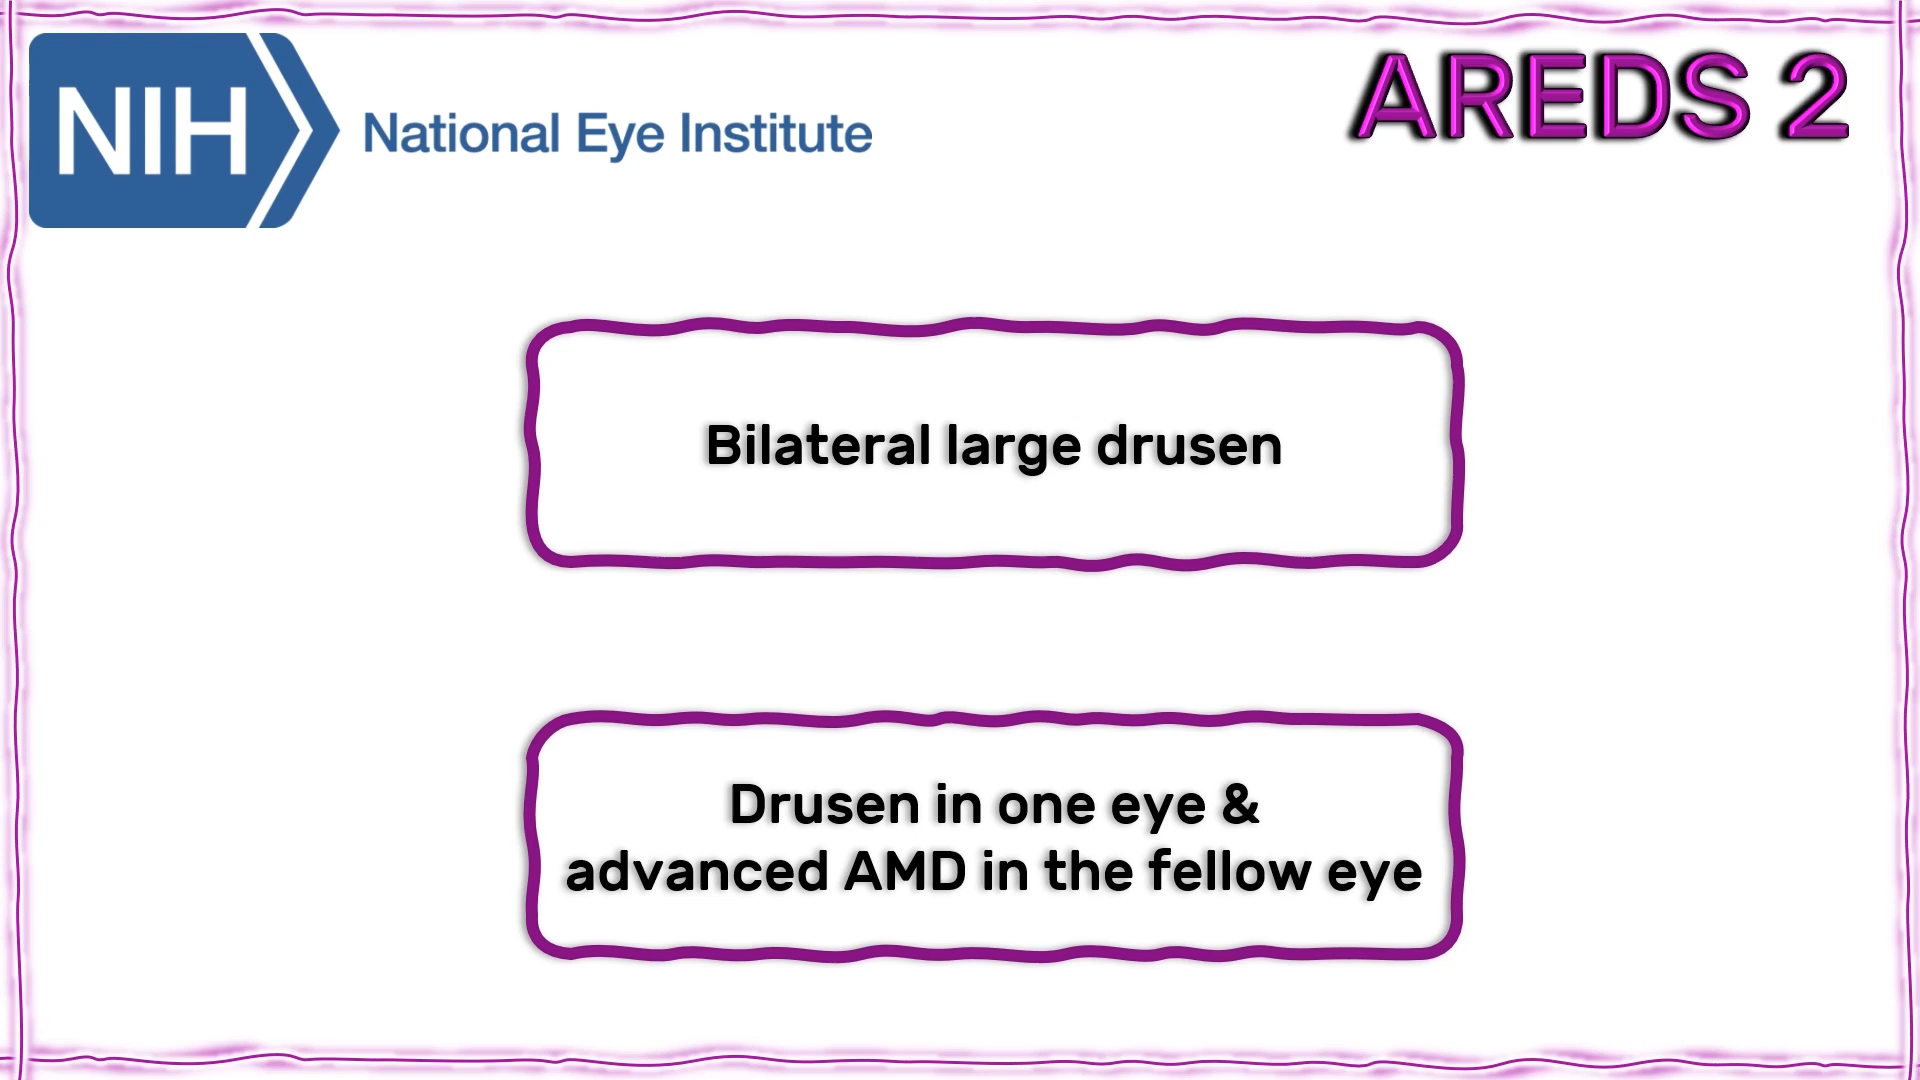 NIH
National Eye Institute
AREDS 2
Bilateral large drusen
Drusen in one eye &
advanced AMD in the fellow eye